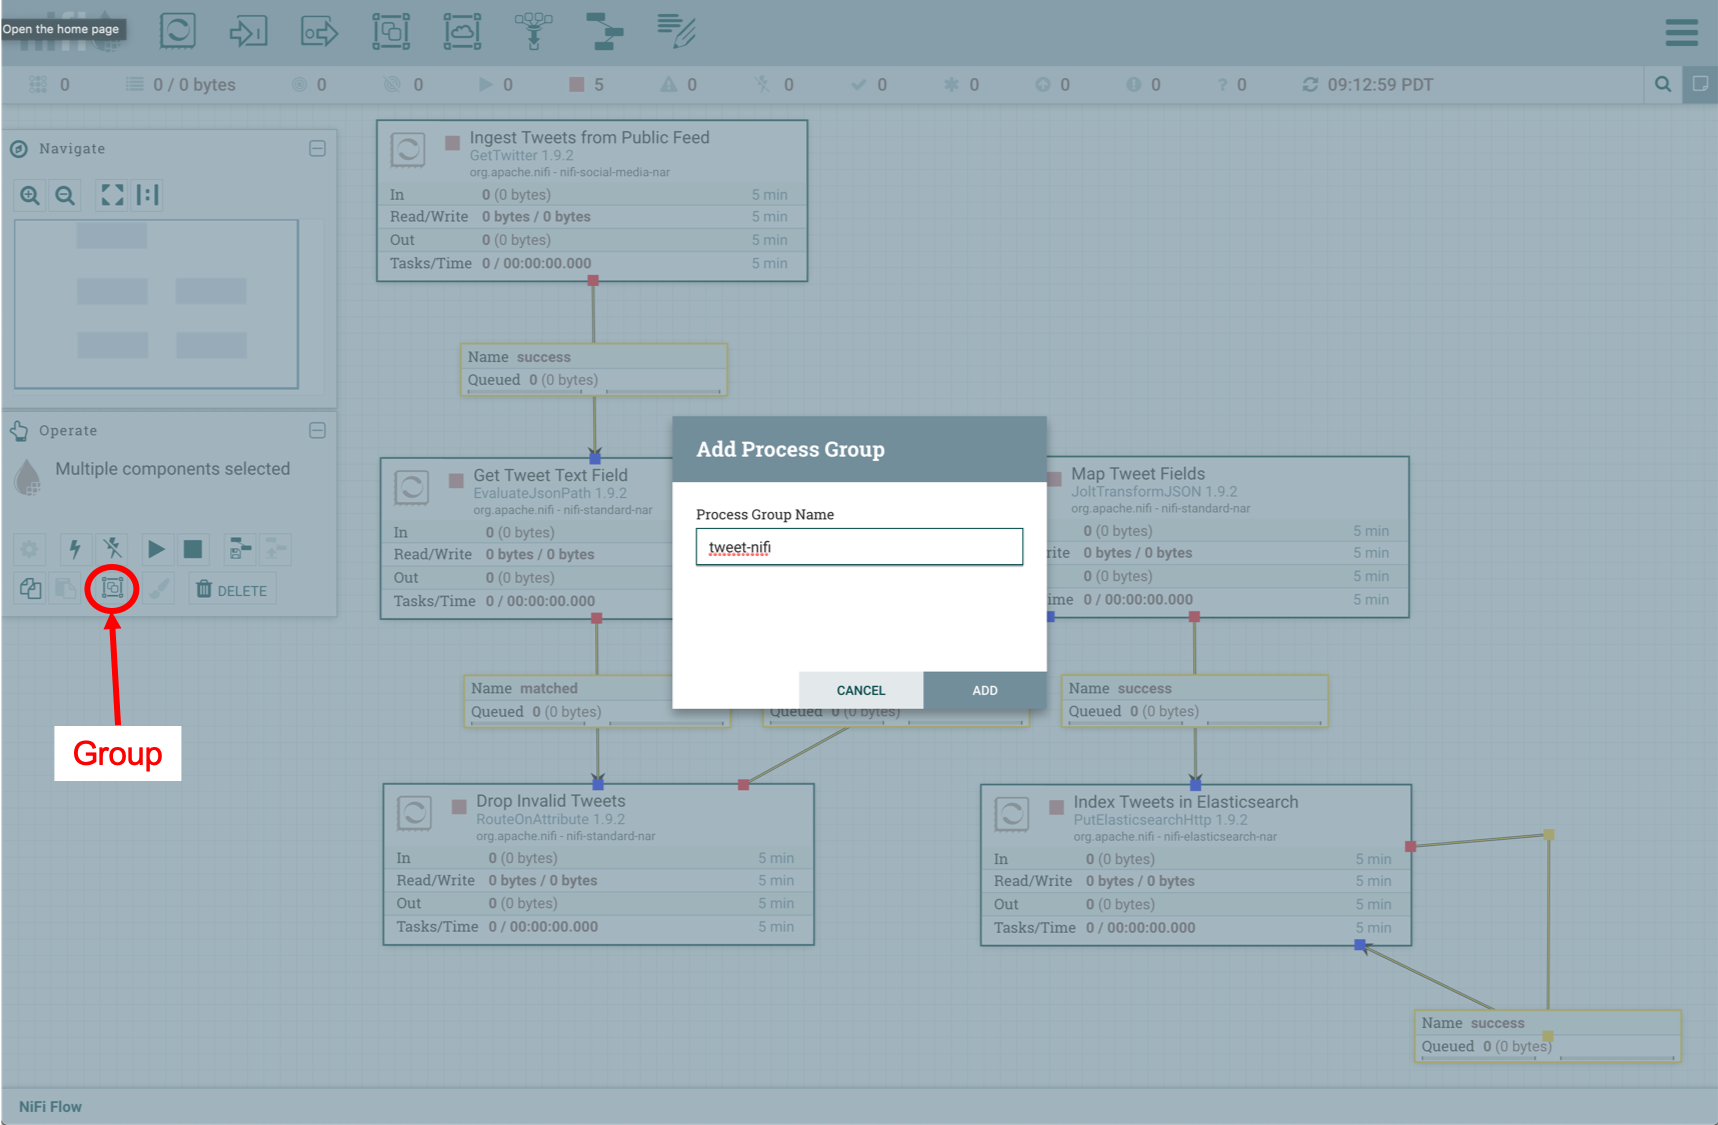 Open the home page
0
0 / 0 bytes
0
0
0
5
0
0
0
0
0
0
? 0
09:12:59 PDT
Navigate
Operate
Multiple components selected
DELETE
Group
Ingest Tweets from Public Feed
GetTwitter 1.9.2
org.apache.nifi - nifi-social-media-nar
In 0 (0 bytes) 5 min
Read/Write 0 bytes / 0 bytes 5 min
Out 0 (0 bytes) 5 min
Tasks/Time 0 / 00:00:00.000 5 min
Name success
Queued 0 (0 bytes)
Get Tweet Text Field
EvaluateJsonPath 1.9.2
org.apache.nifi - nifi-standard-nar
In 0 (0 bytes)
Read/Write 0 bytes / 0 bytes
Out 0 (0 bytes)
Tasks/Time 0 / 00:00:00.000
Add Process Group
Process Group Name
tweet-nifi
CANCEL
ADD
Map Tweet Fields
JoltTransformJSON 1.9.2
org.apache.nifi - nifi-standard-nar
0 (0 bytes) 5 min
rite 0 bytes / 0 bytes 5 min
0 (0 bytes) 5 min
ime 0 / 00:00:00.000 5 min
Name matched
Queued 0 (0 bytes)
Queued 0 (0 bytes)
Name success
Queued 0 (0 bytes)
Drop Invalid Tweets
RouteOnAttribute 1.9.2
org.apache.nifi - nifi-standard-nar
In 0 (0 bytes) 5 min
Read/Write 0 bytes / 0 bytes 5 min
Out 0 (0 bytes) 5 min
Tasks/Time 0 / 00:00:00.000 5 min
Index Tweets in Elasticsearch
PutElasticsearchHttp 1.9.2
org.apache.nifi - nifi-elasticsearch-nar
In 0 (0 bytes) 5 min
Read/Write 0 bytes / 0 bytes 5 min
Out 0 (0 bytes) 5 min
Tasks/Time 0 / 00:00:00.000 5 min
Name success
Queued 0 (0 bytes)
NiFi Flow